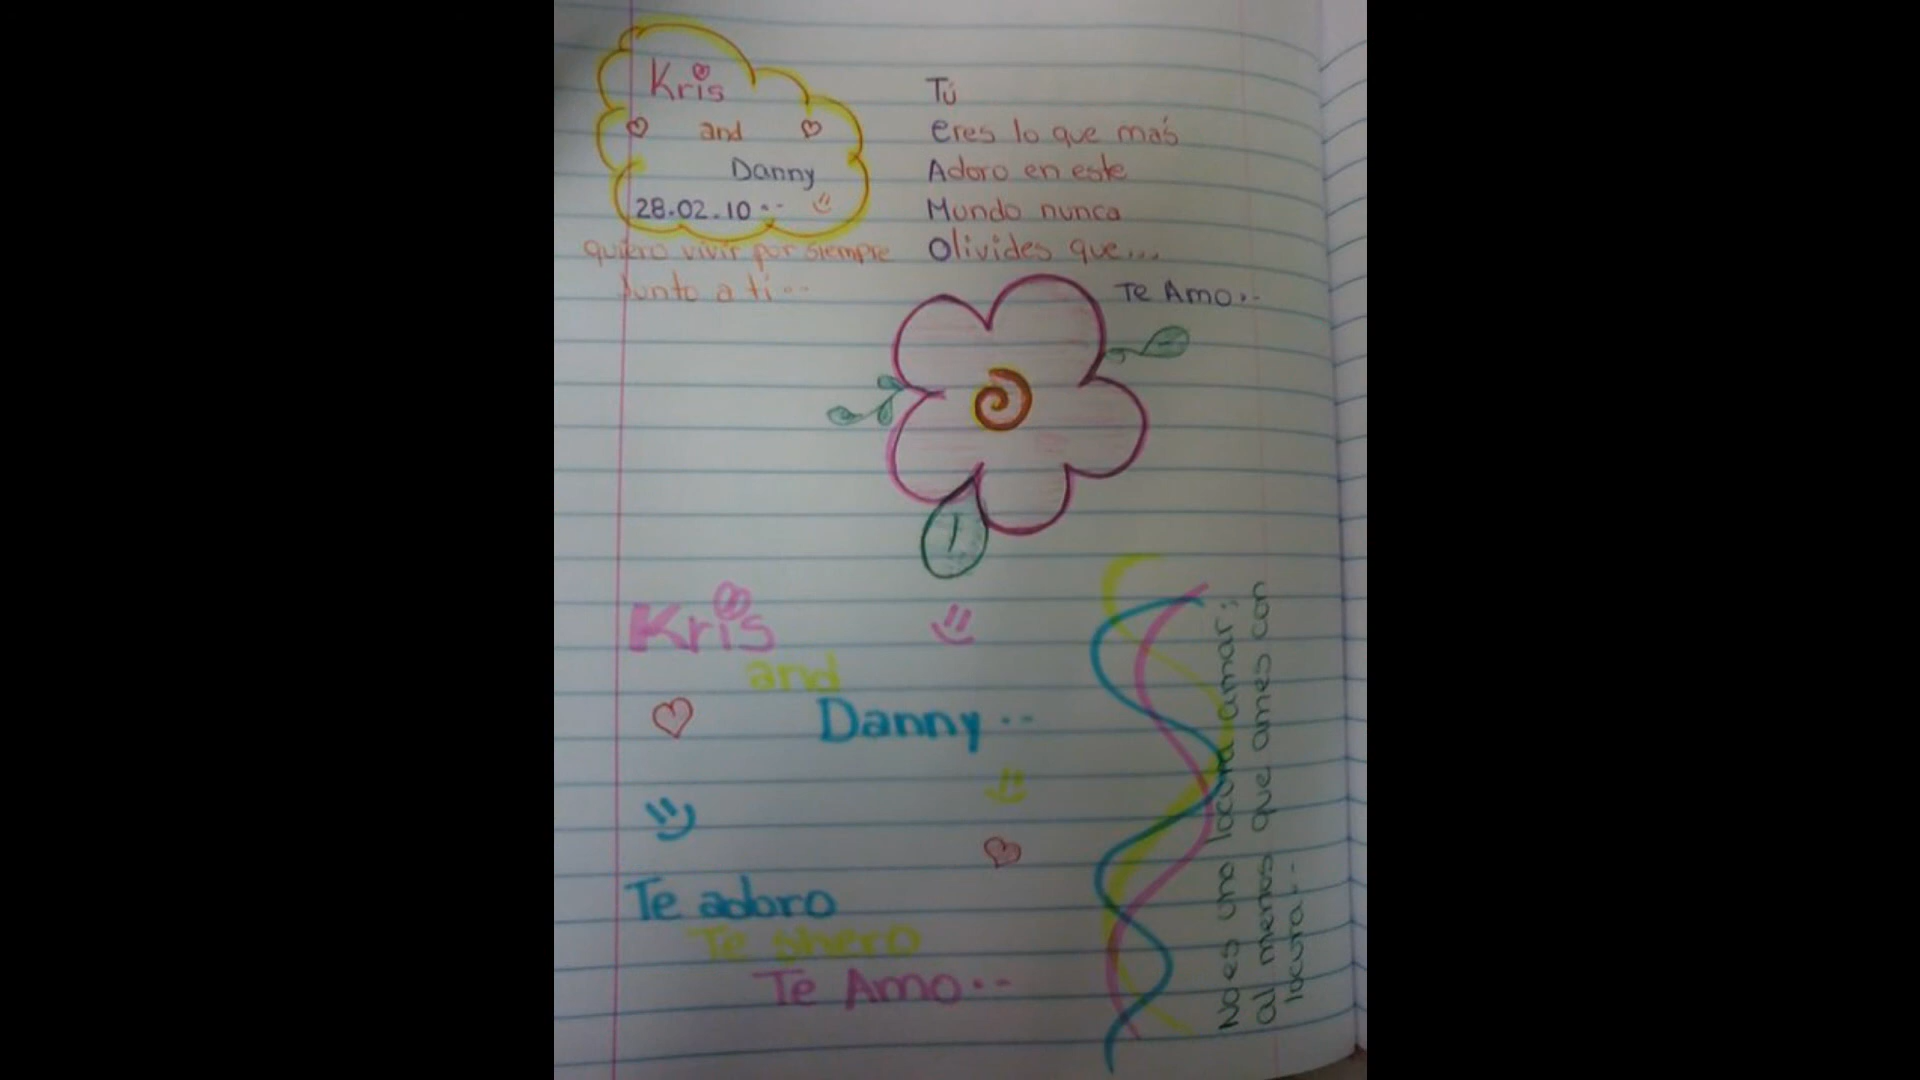 Kris
and
Danny
28.02.10..
quiero vivir por siempre
Junto a ti..
Tú
eres lo que más
Adoro en este
Mundo nunca
Olivides que...
Te Amo..
Kris
and
Danny..
Te adoro
Te shero
Te Amo..
No es una locura amar;
al menos que ames con
locura...